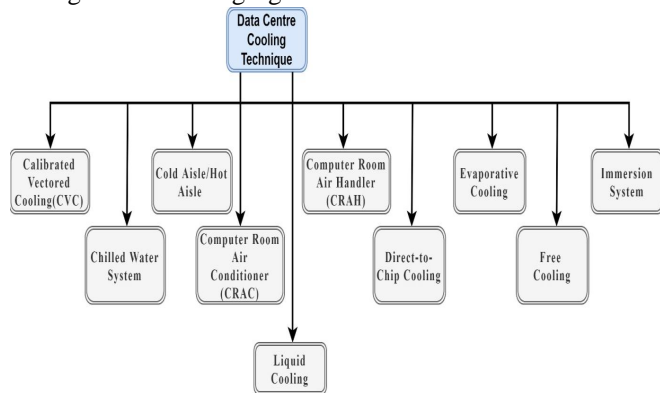 Data Centre
Cooling
Technique
Calibrated
Vectored
Cooling(CVC)
Cold Aisle/Hot
Aisle
Computer Room
Air Handler
(CRAH)
Evaporative
Cooling
Immersion
System
Chilled Water
System
Computer Room
Air
Conditioner
(CRAC)
Direct-to-
Chip Cooling
Free
Cooling
Liquid
Cooling